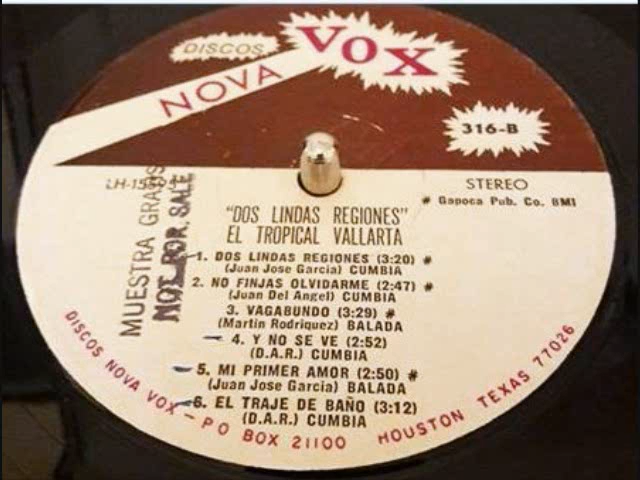 DISCOS
NOVA VOX
316-B
STEREO
# Gapoca Pub. Co. BMI
MUESTRA GRATIS
NOT FOR SALE
"DOS LINDAS REGIONES"
EL TROPICAL VALLARTA
1. DOS LINDAS REGIONES (3:20) #
(Juan Jose Garcia) CUMBIA
2. NO FINJAS OLVIDARME (2:47) #
(Juan Del Angel) CUMBIA
3. VAGABUNDO (3:29) #
(Martin Rodriquez) BALADA
4. Y NO SE VE (2:52)
(D.A.R.) CUMBIA
5. MI PRIMER AMOR (2:50) #
(Juan Jose Garcia) BALADA
6. EL TRAJE DE BAÑO (3:12)
(D.A.R.) CUMBIA
DISCOS NOVA VOX – PO BOX 21100 HOUSTON TEXAS 77026